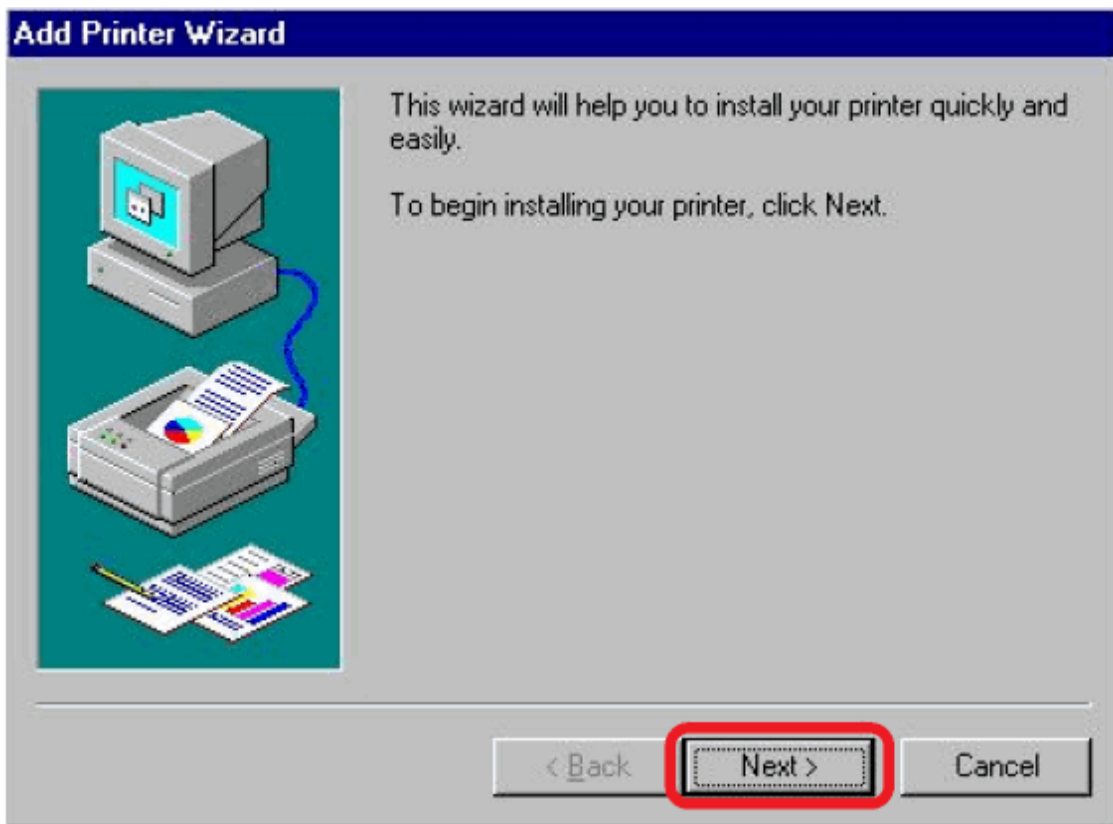 Add Printer Wizard
This wizard will help you to install your printer quickly and
easily.
To begin installing your printer, click Next.
< Back
Next >
Cancel